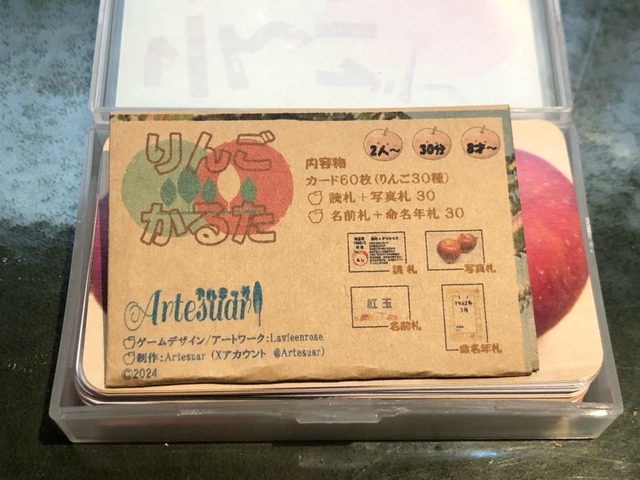 りんご
かるた
2人〜
30分
8才〜
内容物
カード60枚(りんご30種)
読札+写真札 30
名前札+命名年札 30
読札
写真札
紅玉
名前札
命名年札
Artesuar
ゲームデザイン/アートワーク:Lavieenrose
制作:Artesuar (Xアカウント @Artesuar)
©2024